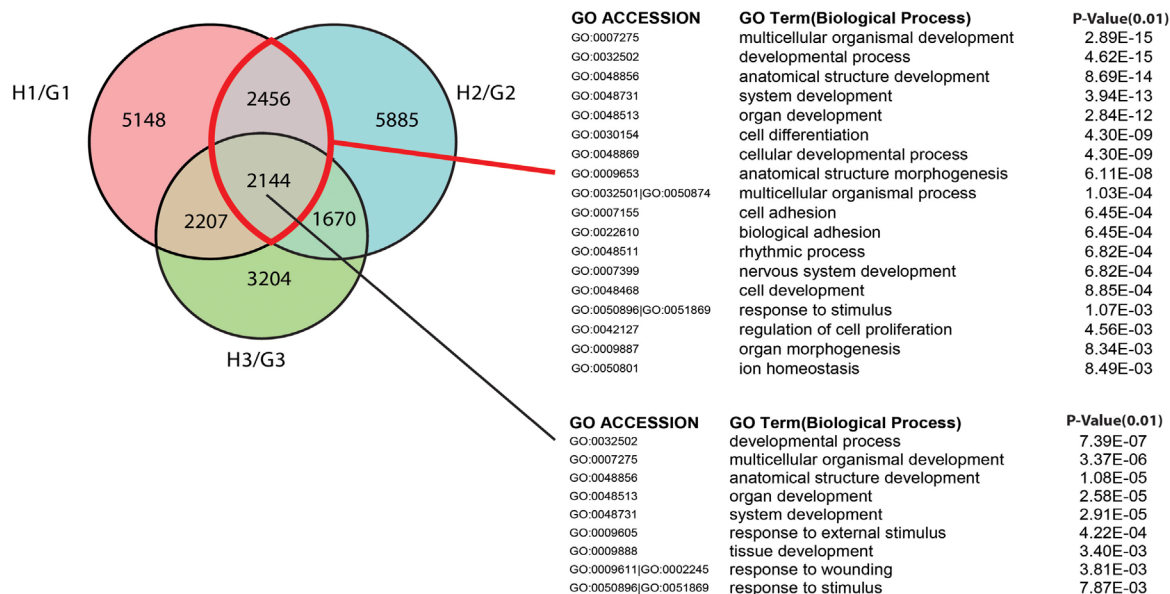 H1/G1
H2/G2
5148
2456
5885
2144
2207
1670
3204
H3/G3
GO ACCESSION GO Term(Biological Process) P-Value(0.01)
GO:0007275 multicellular organismal development 2.89E-15
GO:0032502 developmental process 4.62E-15
GO:0048856 anatomical structure development 8.69E-14
GO:0048731 system development 3.94E-13
GO:0048513 organ development 2.84E-12
GO:0030154 cell differentiation 4.30E-09
GO:0048869 cellular developmental process 4.30E-09
GO:0009653 anatomical structure morphogenesis 6.11E-08
GO:0032501|GO:0050874 multicellular organismal process 1.03E-04
GO:0007155 cell adhesion 6.45E-04
GO:0022610 biological adhesion 6.45E-04
GO:0048511 rhythmic process 6.82E-04
GO:0007399 nervous system development 6.82E-04
GO:0048468 cell development 8.85E-04
GO:0050896|GO:0051869 response to stimulus 1.07E-03
GO:0042127 regulation of cell proliferation 4.56E-03
GO:0009887 organ morphogenesis 8.34E-03
GO:0050801 ion homeostasis 8.49E-03
GO ACCESSION GO Term(Biological Process) P-Value(0.01)
GO:0032502 developmental process 7.39E-07
GO:0007275 multicellular organismal development 3.37E-06
GO:0048856 anatomical structure development 1.08E-05
GO:0048513 organ development 2.58E-05
GO:0048731 system development 2.91E-05
GO:0009605 response to external stimulus 4.22E-04
GO:0009888 tissue development 3.40E-03
GO:0009611|GO:0002245 response to wounding 3.81E-03
GO:0050896|GO:0051869 response to stimulus 7.87E-03